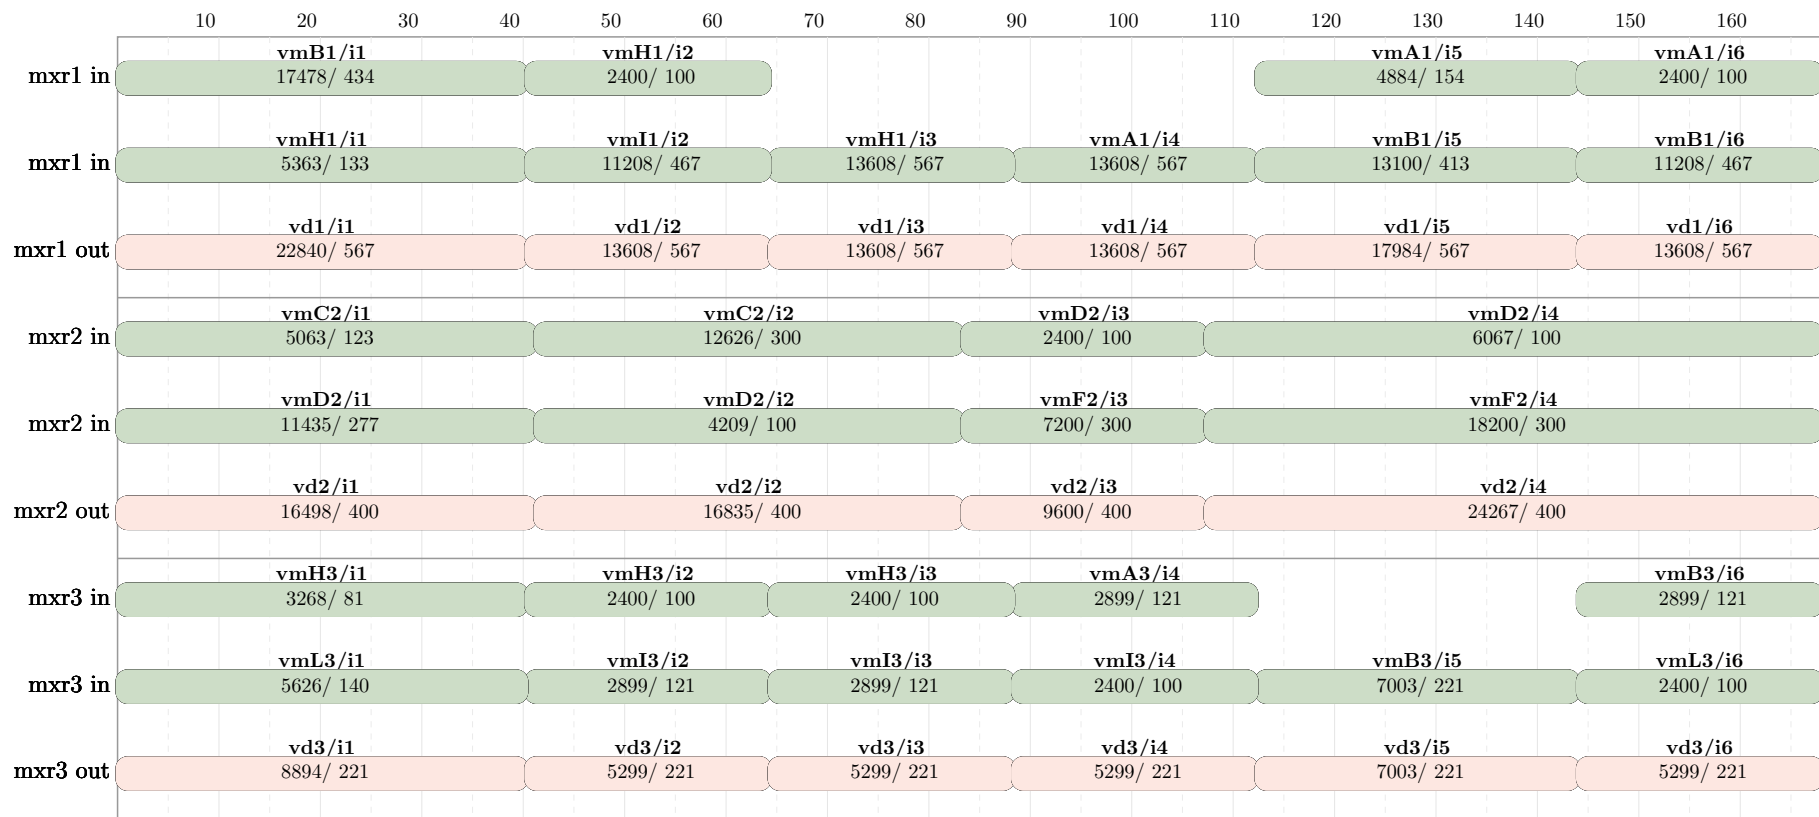 10 20 30 40 50 60 70 80 90 100 110 120 130 140 150 160
vmB1/i1 vmH1/i2 vmA1/i5 vmA1/i6
mxr1 in 17478/ 434 2400/ 100 4884/ 154 2400/ 100
vmH1/i1 vmI1/i2 vmH1/i3 vmA1/i4 vmB1/i5 vmB1/i6
mxr1 in 5363/ 133 11208/ 467 13608/ 567 13608/ 567 13100/ 413 11208/ 467
vd1/i1 vd1/i2 vd1/i3 vd1/i4 vd1/i5 vd1/i6
mxr1 out 22840/ 567 13608/ 567 13608/ 567 13608/ 567 17984/ 567 13608/ 567
vmC2/i1 vmC2/i2 vmD2/i3 vmD2/i4
mxr2 in 5063/ 123 12626/ 300 2400/ 100 6067/ 100
vmD2/i1 vmD2/i2 vmF2/i3 vmF2/i4
mxr2 in 11435/ 277 4209/ 100 7200/ 300 18200/ 300
vd2/i1 vd2/i2 vd2/i3 vd2/i4
mxr2 out 16498/ 400 16835/ 400 9600/ 400 24267/ 400
vmH3/i1 vmH3/i2 vmH3/i3 vmA3/i4 vmB3/i6
mxr3 in 3268/ 81 2400/ 100 2400/ 100 2899/ 121 2899/ 121
vmL3/i1 vmI3/i2 vmI3/i3 vmI3/i4 vmB3/i5 vmL3/i6
mxr3 in 5626/ 140 2899/ 121 2899/ 121 2400/ 100 7003/ 221 2400/ 100
vd3/i1 vd3/i2 vd3/i3 vd3/i4 vd3/i5 vd3/i6
mxr3 out 8894/ 221 5299/ 221 5299/ 221 5299/ 221 7003/ 221 5299/ 221